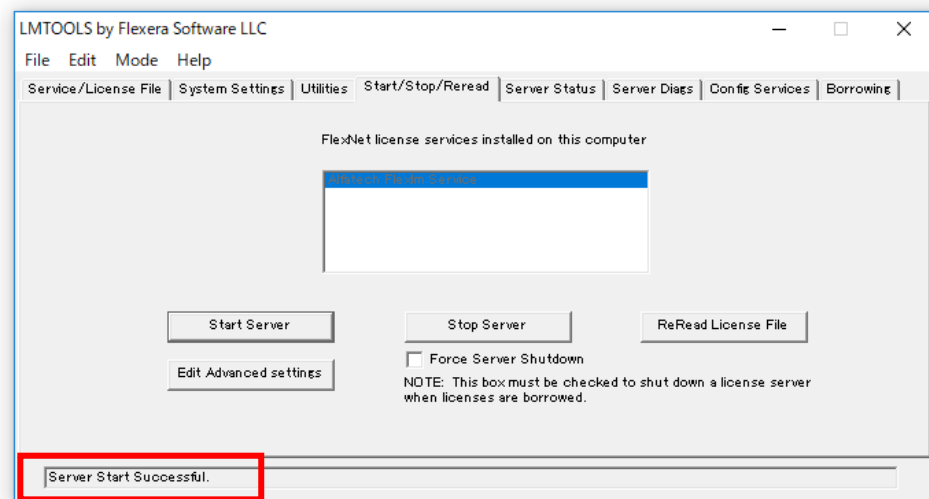 LMTOOLS by Flexera Software LLC
File Edit Mode Help
Service/License File System Settings Utilities Start/Stop/Reread Server Status Server Diags Config Services Borrowing
FlexNet license services installed on this computer
Alfatech Flexlm Service
Start Server Stop Server ReRead License File
Edit Advanced settings
Force Server Shutdown
NOTE: This box must be checked to shut down a license server
when licenses are borrowed.
Server Start Successful.